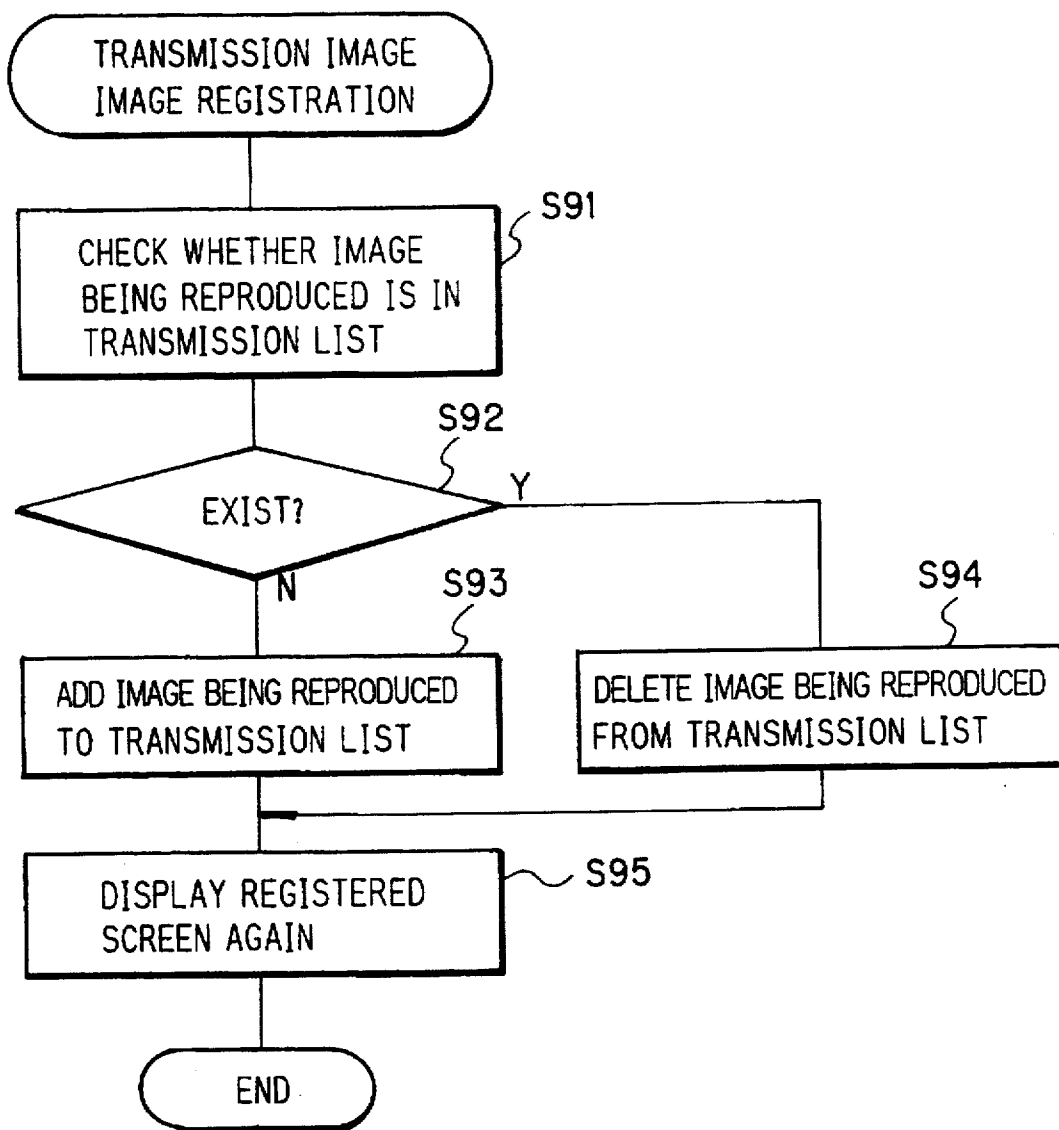 TRANSMISSION IMAGE
IMAGE REGISTRATION
S91
CHECK WHETHER IMAGE
BEING REPRODUCED IS IN
TRANSMISSION LIST
S92
EXIST?
Y
N
S93
ADD IMAGE BEING REPRODUCED
TO TRANSMISSION LIST
S94
DELETE IMAGE BEING REPRODUCED
FROM TRANSMISSION LIST
S95
DISPLAY REGISTERED
SCREEN AGAIN
END